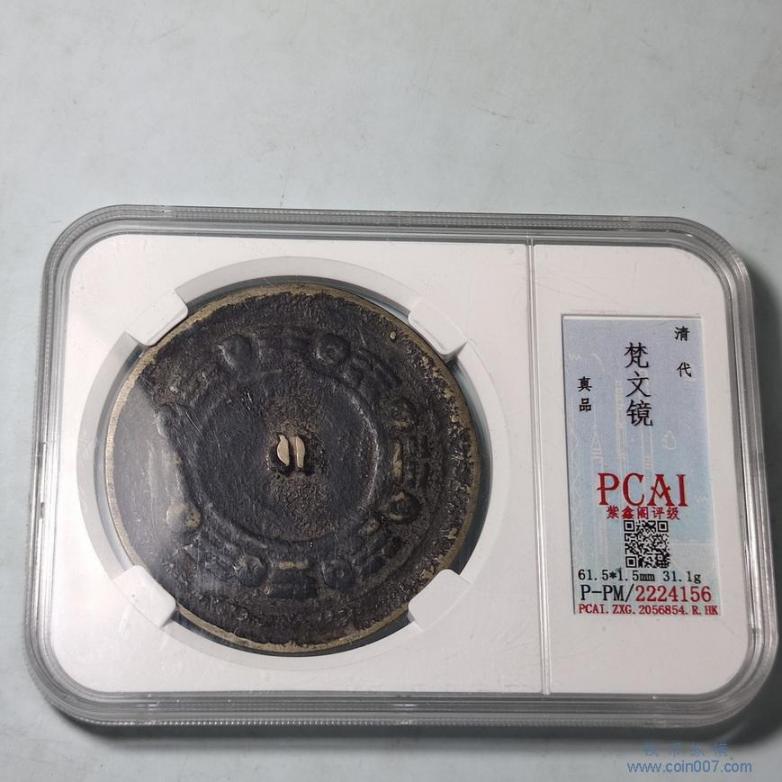 清代
梵文镜
真品
PCAI
紫鑫阁评级
61.5*1.5mm 31.1g
P-PM/2224156
PCAI.ZXG.2056854.R.HK
www.coin007.com